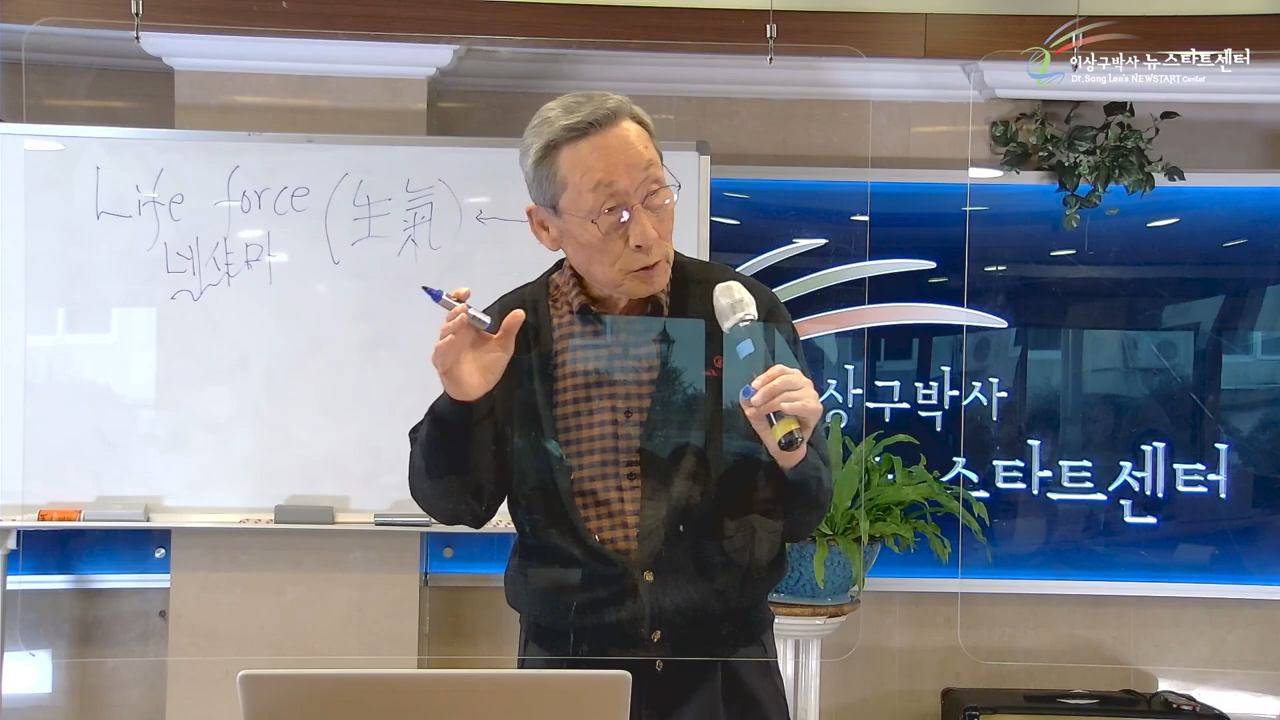 이상구박사 뉴스타트센터
Dr. Sang Lee's NEWSTART Center
Life force (生氣) ←
네샤마
상구박사
스타트센터